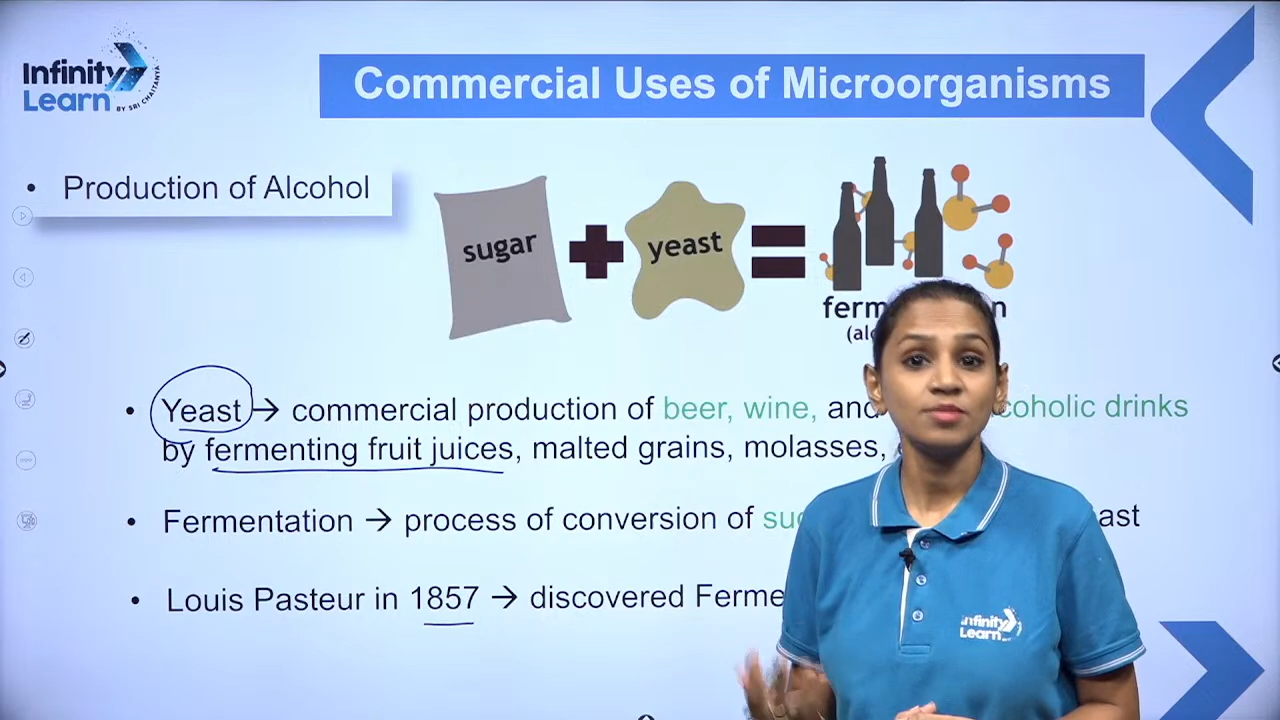 Infinity
Learn
BY SRI CHAITANYA
Commercial Uses of Microorganisms
• Production of Alcohol
sugar
yeast
• Yeast → commercial production of beer, wine, and coholic drinks
by fermenting fruit juices, malted grains, molasses,
• Fermentation → process of conversion of su ast
• Louis Pasteur in 1857 → discovered Ferme
Infinity
Learn